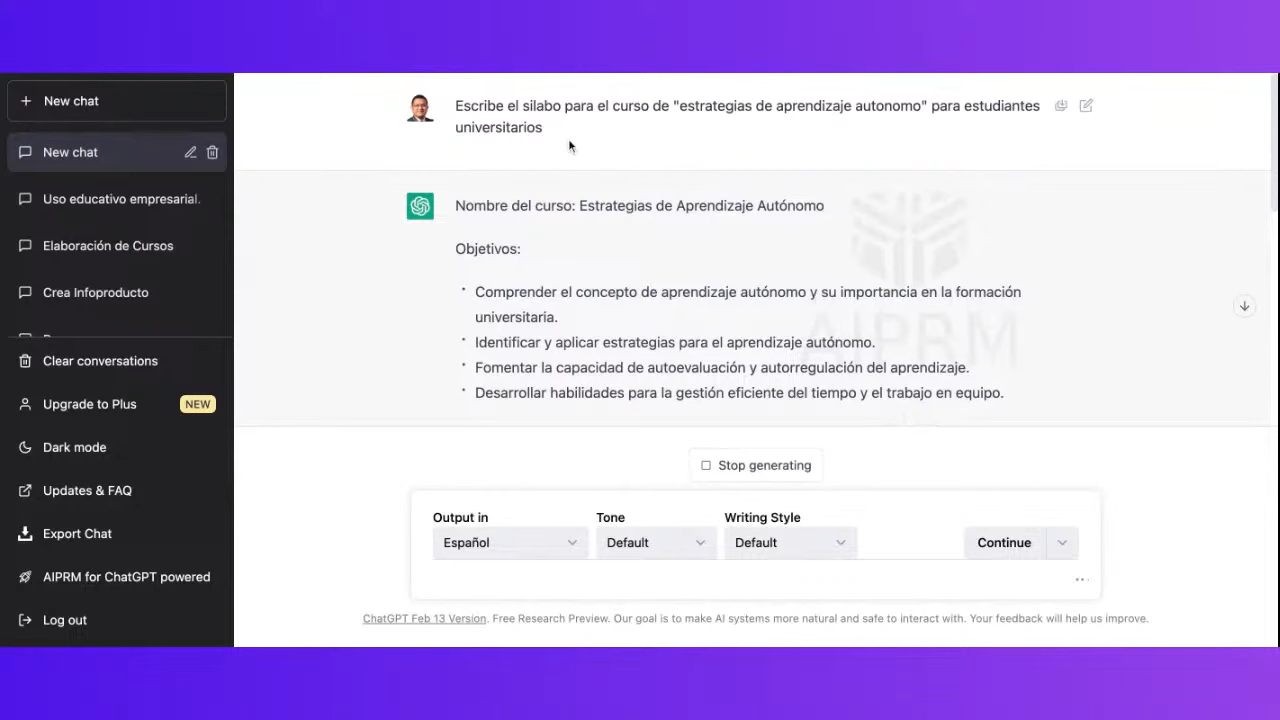 New chat
New chat
Uso educativo empresarial.
Elaboración de Cursos
Crea Infoproducto
Clear conversations
Upgrade to Plus NEW
Dark mode
Updates & FAQ
Export Chat
AIPRM for ChatGPT powered
Log out
Escribe el silabo para el curso de "estrategias de aprendizaje autonomo" para estudiantes
universitarios
Nombre del curso: Estrategias de Aprendizaje Autónomo
Objetivos:
Comprender el concepto de aprendizaje autónomo y su importancia en la formación
universitaria.
Identificar y aplicar estrategias para el aprendizaje autónomo.
Fomentar la capacidad de autoevaluación y autorregulación del aprendizaje.
Desarrollar habilidades para la gestión eficiente del tiempo y el trabajo en equipo.
AIPRM
Stop generating
Output in Tone Writing Style
Español Default Default Continue
ChatGPT Feb 13 Version. Free Research Preview. Our goal is to make AI systems more natural and safe to interact with. Your feedback will help us improve.